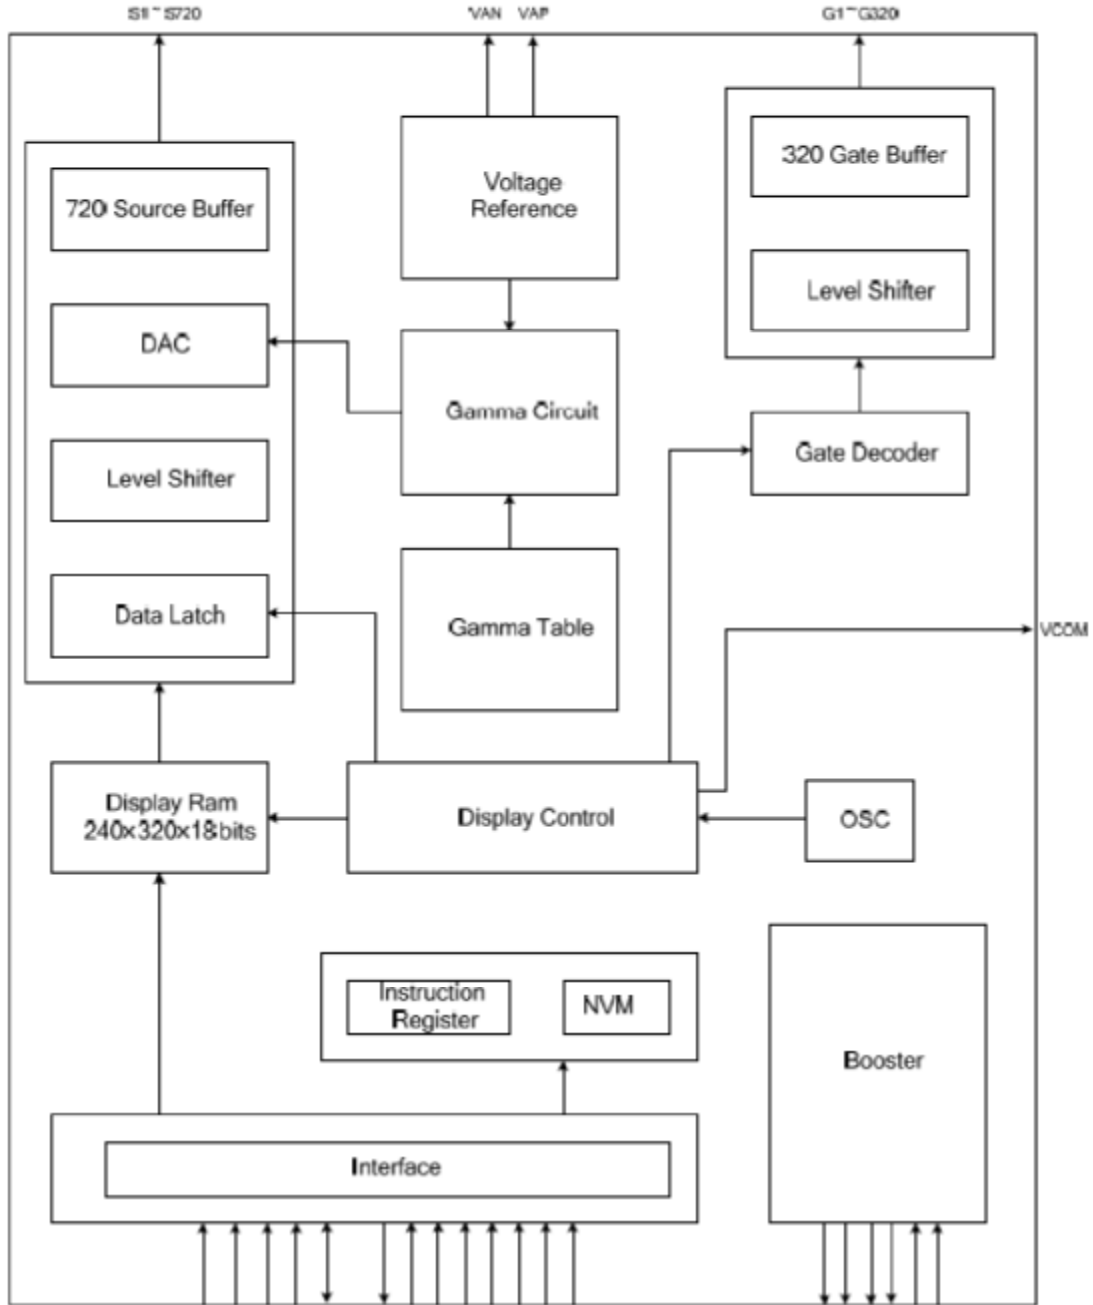 S1~S720
VAN VAP
G1~G320
320 Gate Buffer
Voltage
Reference
720 Source Buffer
Level Shifter
DAC
Gamma Circuit
Gate Decoder
Level Shifter
Data Latch
Gamma Table
VCOM
Display Ram
240×320×18bits
Display Control
OSC
Instruction
Register
NVM
Booster
Interface